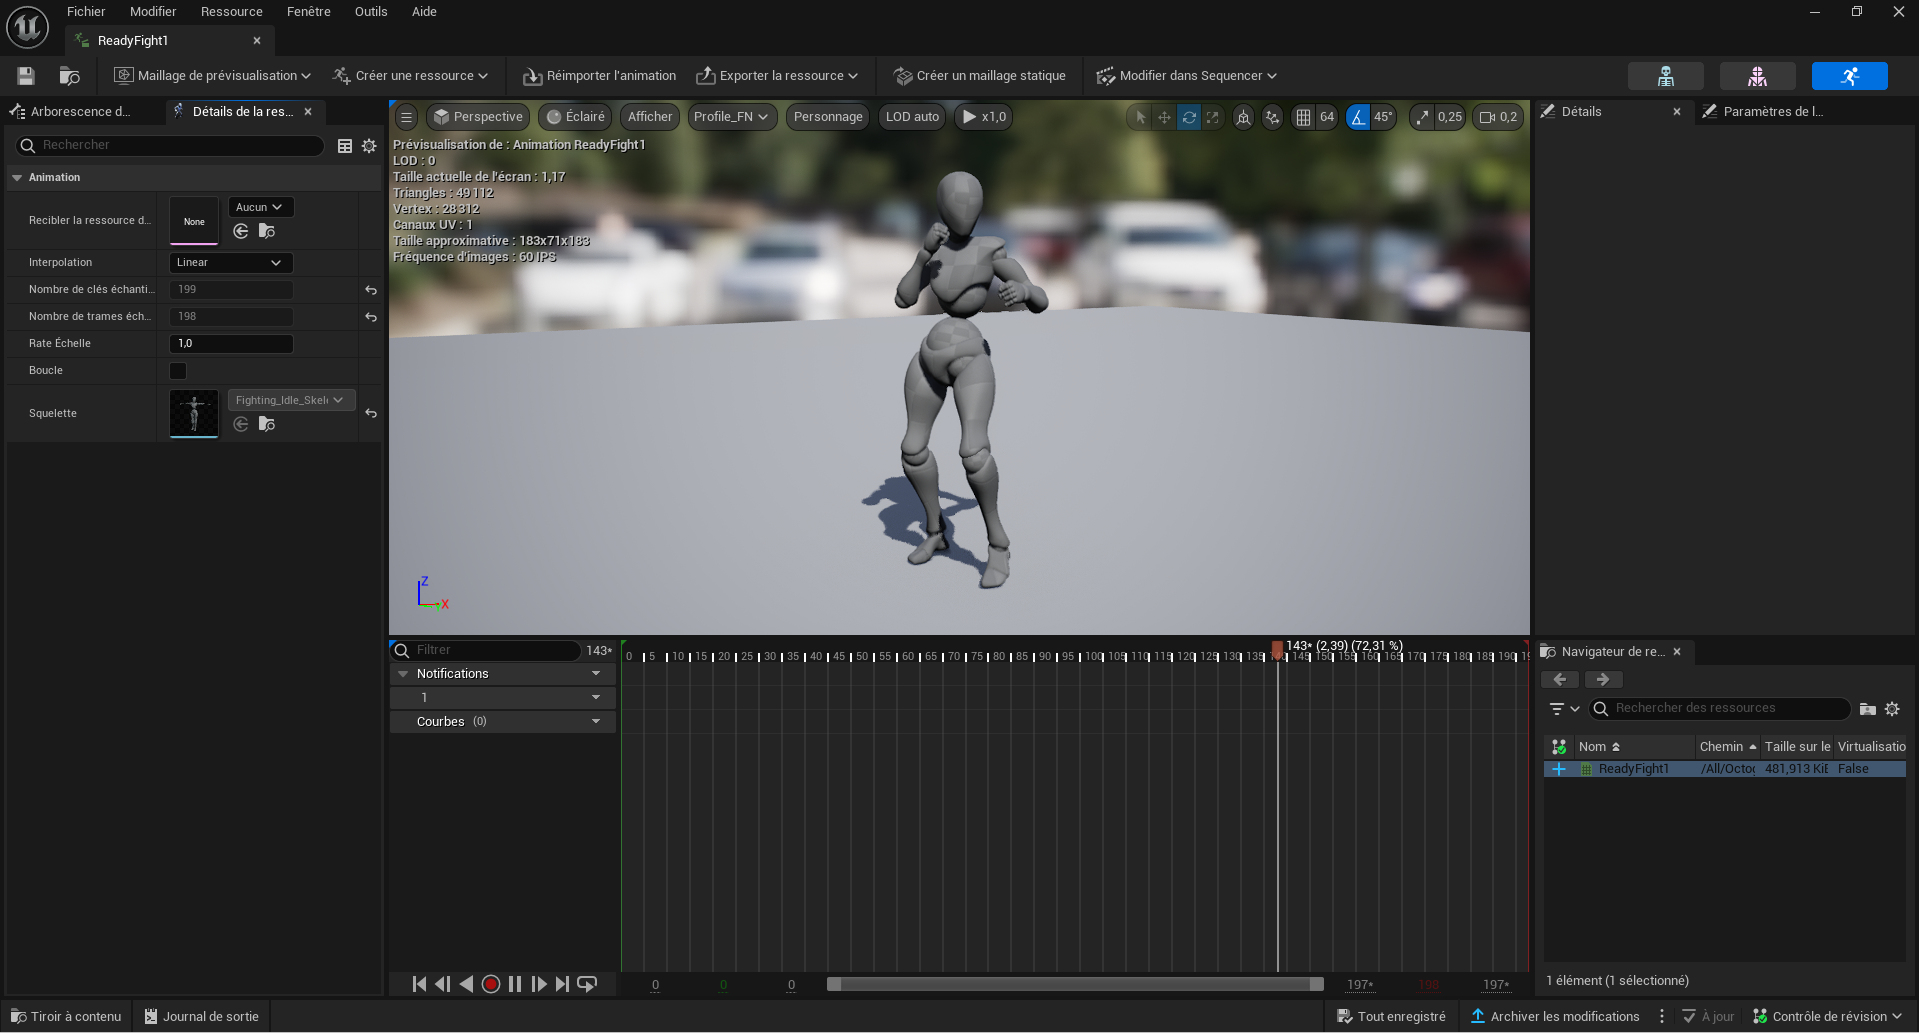 Fichier Modifier Ressource Fenêtre Outils Aide
ReadyFight1
Maillage de prévisualisation Créer une ressource Réimporter l'animation Exporter la ressource Créer un maillage statique Modifier dans Sequencer
Arborescence d... Détails de la res...
Rechercher
Animation
Recibler la ressource d... None Aucun
Interpolation Linear
Nombre de clés échanti... 199
Nombre de trames éch... 198
Rate Échelle 1,0
Boucle
Squelette Fighting_Idle_Skel
Perspective Éclairé Afficher Profile_FN Personnage LOD auto x1,0 64 45° 0,25 0,2
Prévisualisation de : Animation ReadyFight1
LOD : 0
Taille actuelle de l'écran : 1,17
Triangles : 49 112
Vertex : 28 312
Canaux UV : 1
Taille approximative : 183x71x183
Fréquence d'images : 60 IPS
Z
X
Filtrer 143*
Notifications
1
Courbes (0)
143* (2,39) (72,31 %)
0 5 10 15 20 25 30 35 40 45 50 55 60 65 70 75 80 85 90 95 100 105 110 115 120 125 130 135 140 145 150 155 160 165 170 175 180 185 190
0 0 0 197* 198 197*
Détails Paramètres de l...
Navigateur de re...
Rechercher des ressources
Nom Chemin Taille sur le Virtualisatio
ReadyFight1 /All/Octo 481,913 KiB False
1 élément (1 sélectionné)
Tiroir à contenu Journal de sortie Tout enregistré Archiver les modifications À jour Contrôle de révision